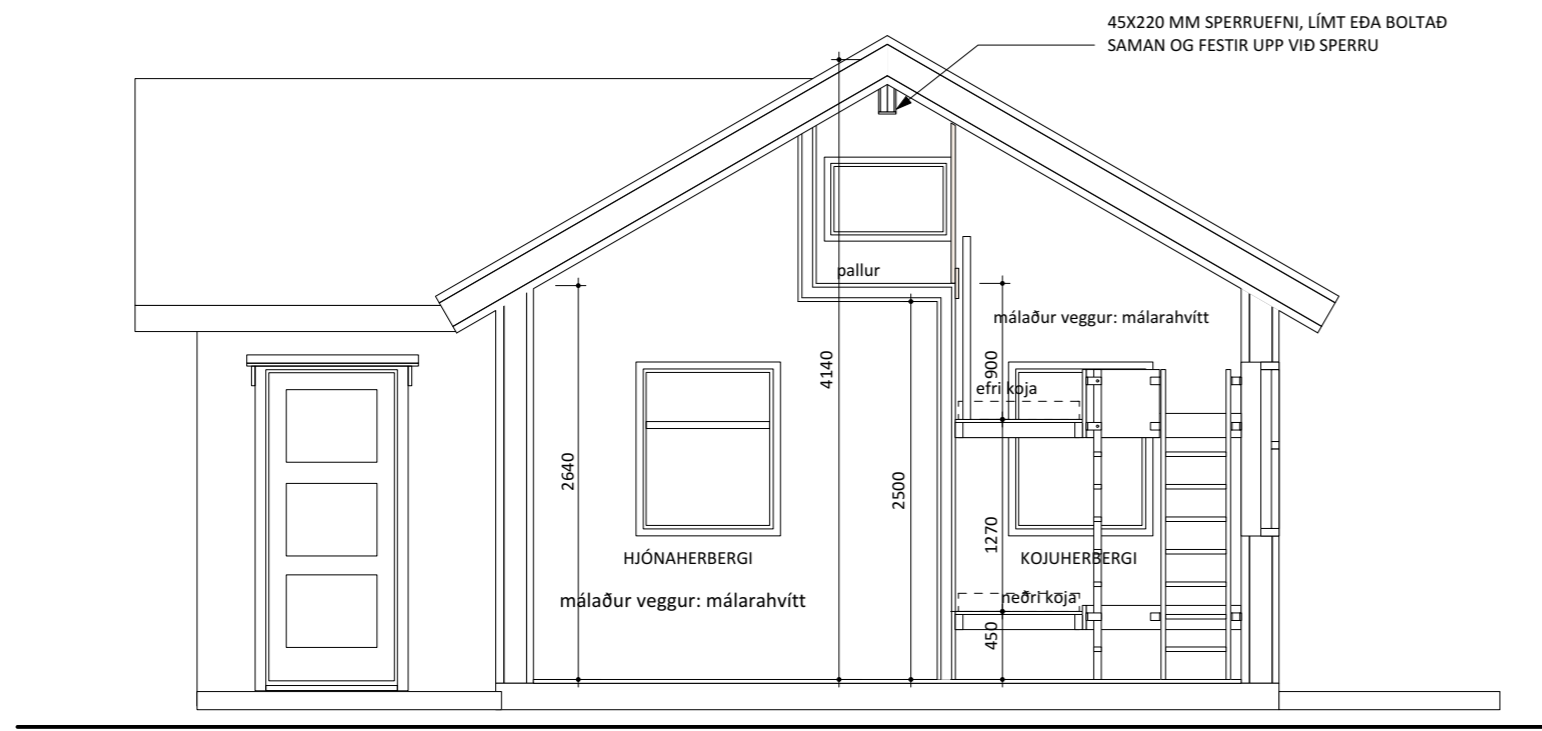 45X220 MM SPERRUEFNI, LÍMT EÐA BOLTAÐ
SAMAN OG FESTIR UPP VIÐ SPERRU
pallur
málaður veggur: málarahvítt
900
efri koja
4140
2640
2500
1270
HJÓNAHERBERGI
KOJUHERBERGI
málaður veggur: málarahvítt
neðri koja
450